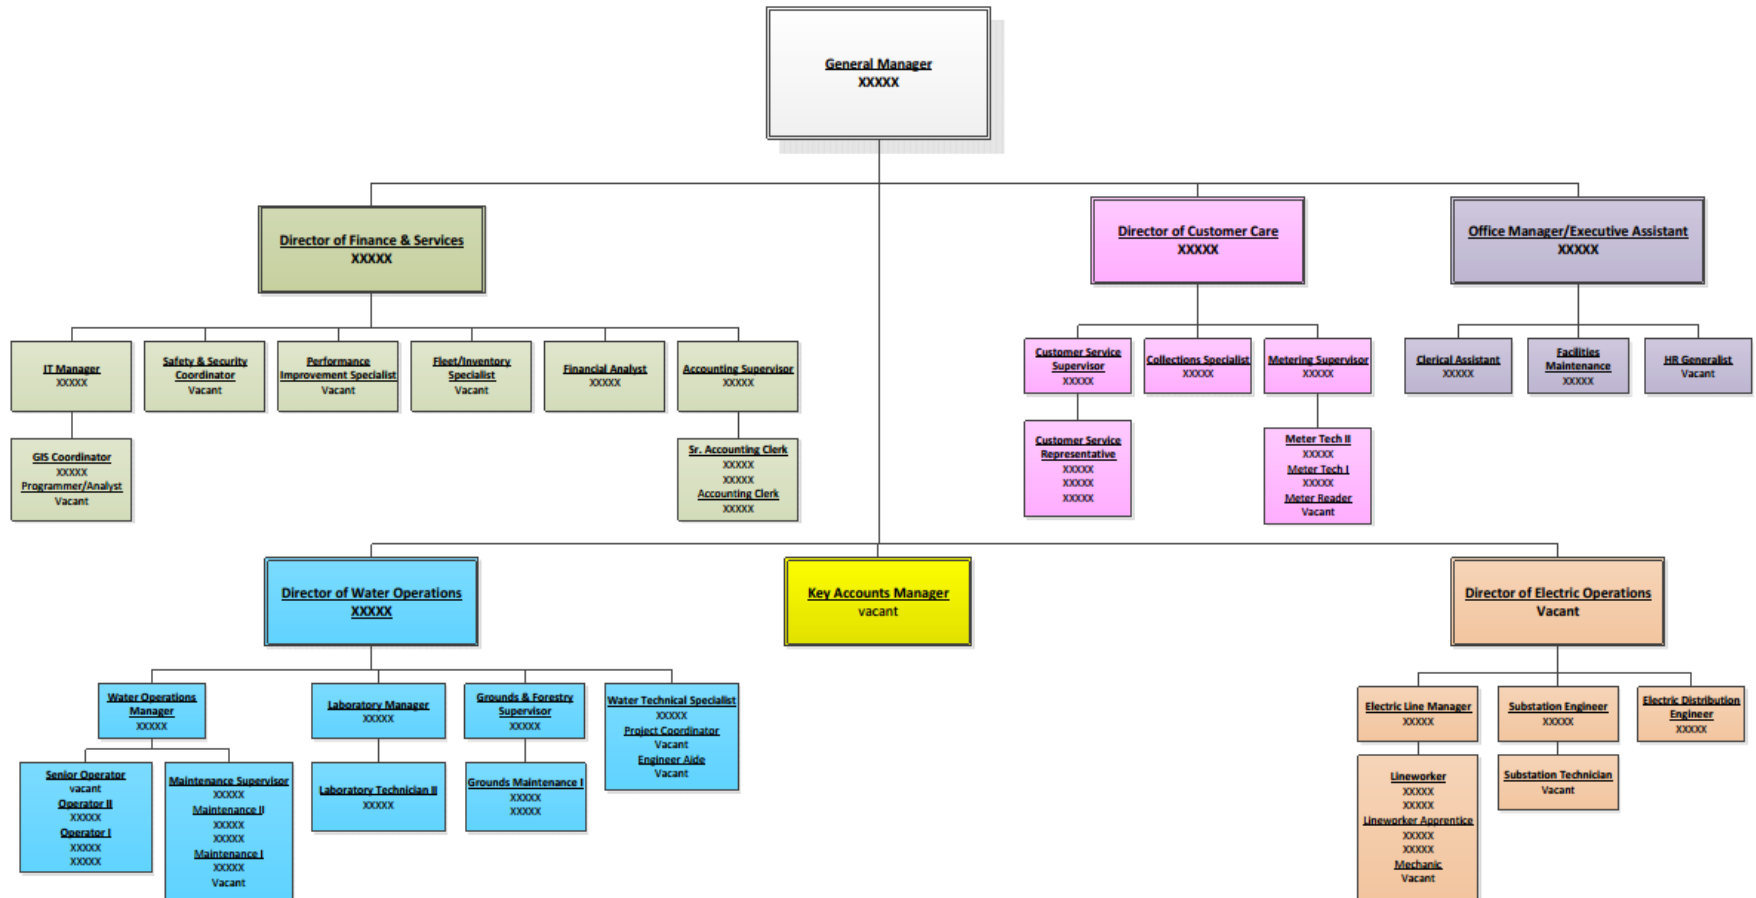 General Manager
XXXXX
Director of Finance & Services
XXXXX
Director of Customer Care
XXXXX
Office Manager/Executive Assistant
XXXXX
IT Manager
XXXXX
Safety & Security
Coordinator
Vacant
Performance
Improvement Specialist
Vacant
Fleet/Inventory
Specialist
Vacant
Financial Analyst
XXXXX
Accounting Supervisor
XXXXX
Customer Service
Supervisor
XXXXX
Collections Specialist
XXXXX
Metering Supervisor
XXXXX
Clerical Assistant
XXXXX
Facilities
Maintenance
XXXXX
HR Generalist
Vacant
GIS Coordinator
XXXXX
Programmer/Analyst
Vacant
Sr. Accounting Clerk
XXXXX
XXXXX
Accounting Clerk
XXXXX
Customer Service
Representative
XXXXX
XXXXX
XXXXX
Meter Tech II
XXXXX
Meter Tech I
XXXXX
Meter Reader
Vacant
Director of Water Operations
XXXXX
Key Accounts Manager
vacant
Director of Electric Operations
Vacant
Water Operations
Manager
XXXXX
Laboratory Manager
XXXXX
Grounds & Forestry
Supervisor
XXXXX
Water Technical Specialist
XXXXX
Project Coordinator
Vacant
Engineer Aide
Vacant
Electric Line Manager
XXXXX
Substation Engineer
XXXXX
Electric Distribution
Engineer
XXXXX
Senior Operator
vacant
Operator II
XXXXX
Operator I
XXXXX
XXXXX
Maintenance Supervisor
XXXXX
Maintenance II
XXXXX
XXXXX
Maintenance I
XXXXX
Vacant
Laboratory Technician II
XXXXX
Grounds Maintenance I
XXXXX
XXXXX
Lineworker
XXXXX
XXXXX
Lineworker Apprentice
XXXXX
XXXXX
Mechanic
Vacant
Substation Technician
Vacant